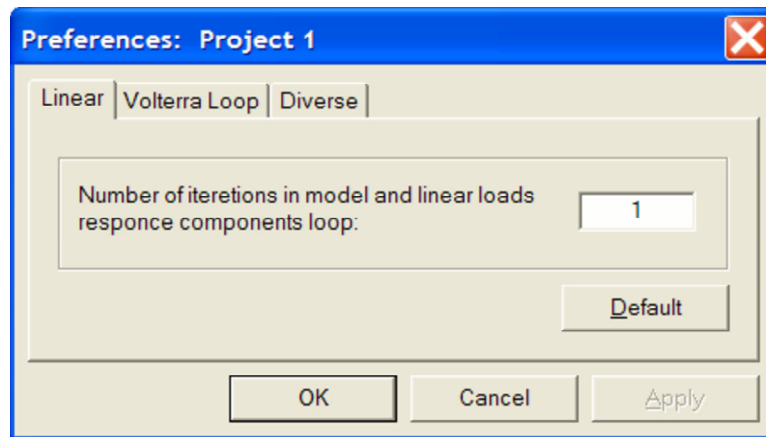 Preferences: Project 1
Linear Volterra Loop Diverse
Number of iteretions in model and linear loads
responce components loop:
1
Default
OK Cancel Apply